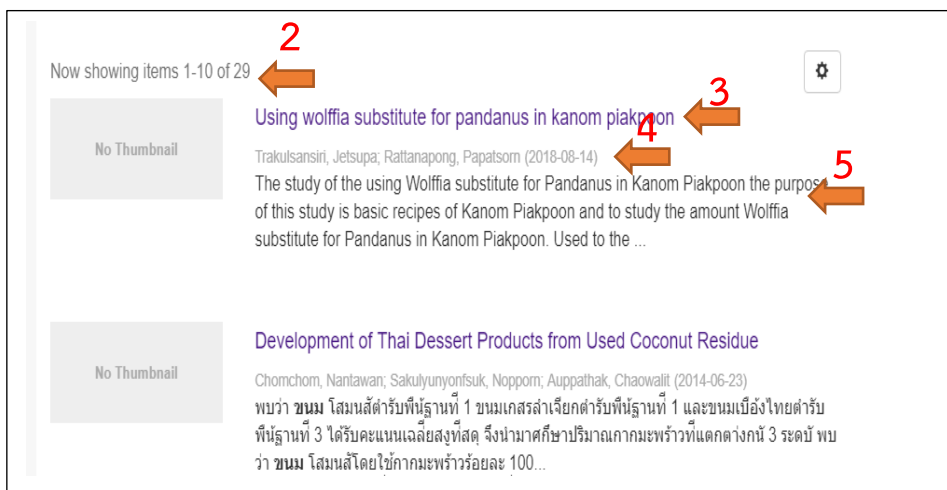 2
Now showing items 1-10 of 29
No Thumbnail
Using wolffia substitute for pandanus in kanom piakpoon
3
4
Trakulsansiri, Jetsupa; Rattanapong, Papatsorn (2018-08-14)
5
The study of the using Wolffia substitute for Pandanus in Kanom Piakpoon the purpose
of this study is basic recipes of Kanom Piakpoon and to study the amount Wolffia
substitute for Pandanus in Kanom Piakpoon. Used to the ...
No Thumbnail
Development of Thai Dessert Products from Used Coconut Residue
Chomchom, Nantawan; Sakulyunyonfsuk, Nopporn; Auppathak, Chaowalit (2014-06-23)
พบว่า ขนม โสมนสัตำรับพืน้ฐานที่ 1 ขนมเกสรลำเจียกตำรับพืน้ฐานที่ 1 และขนมเบือ้งไทยตำรับ
พืน้ฐานที่ 3 ได้รับคะแนนเฉลี่ยสงูที่สดุ จึงนำมาศกึษาปริมาณกากมะพร้าวที่แตกตา่งกนั 3 ระดบั พบ
ว่า ขนม โสมนสัโดยใช้กากมะพร้าวร้อยละ 100...